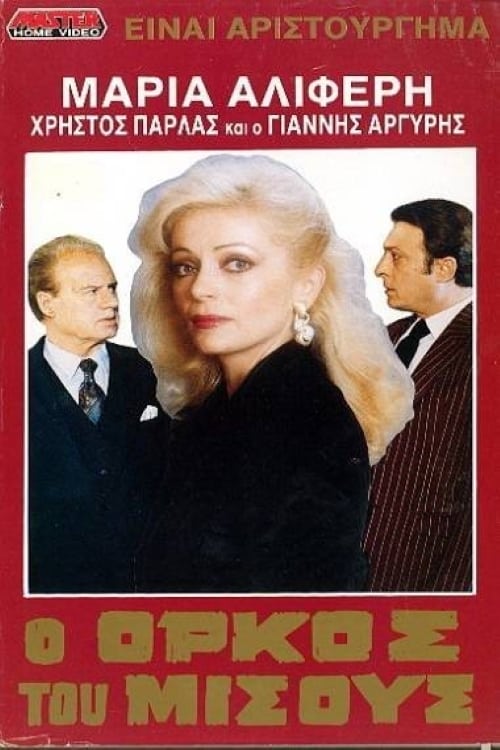 MASTER
HOME VIDEO
ΕΙΝΑΙ ΑΡΙΣΤΟΥΡΓΗΜΑ
ΜΑΡΙΑ ΑΛΙΦΕΡΗ
ΧΡΗΣΤΟΣ ΠΑΡΛΑΣ και ο ΓΙΑΝΝΗΣ ΑΡΓΥΡΗΣ
Ο ΟΡΚΟΣ
ΤΟΥ ΜΙΣΟΥΣ